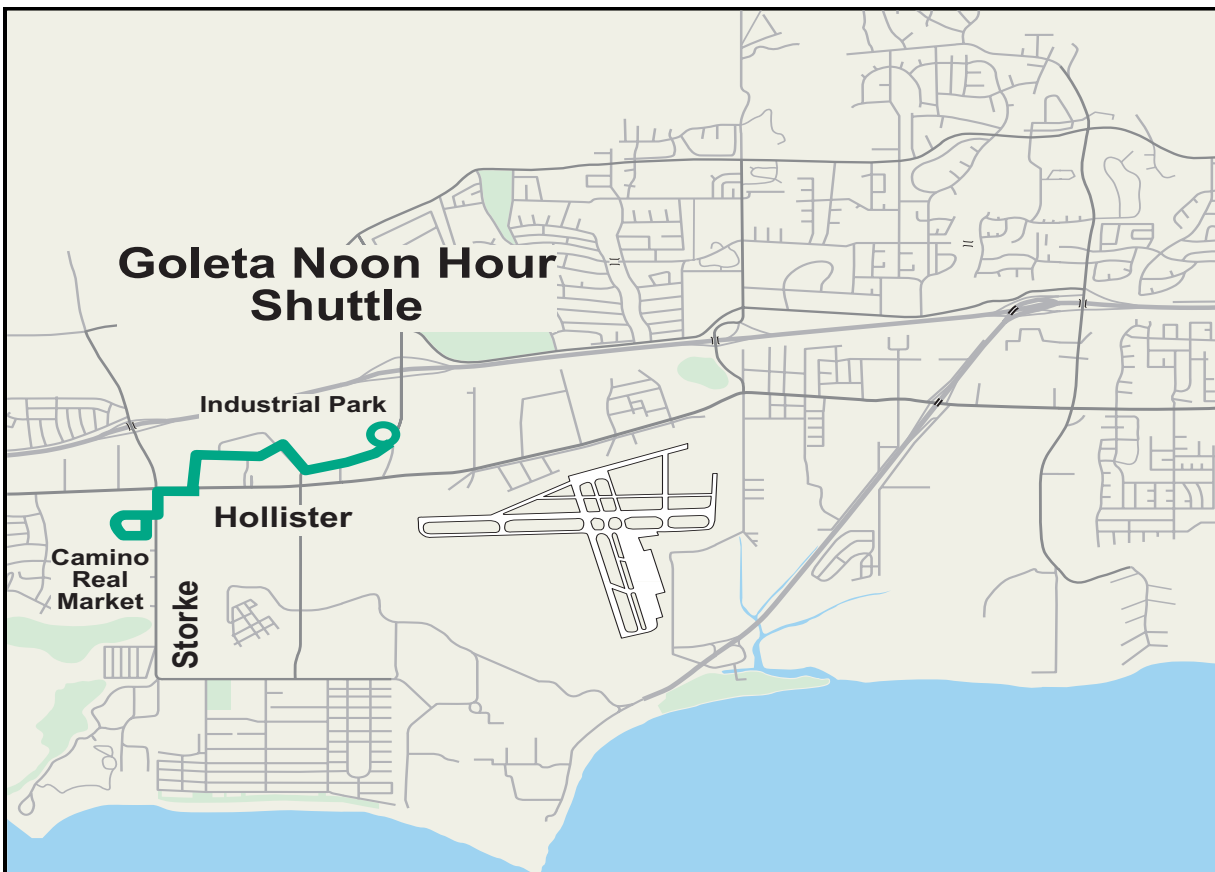 Goleta Noon Hour
Shuttle
Industrial Park
Hollister
Camino
Real
Market
Storke